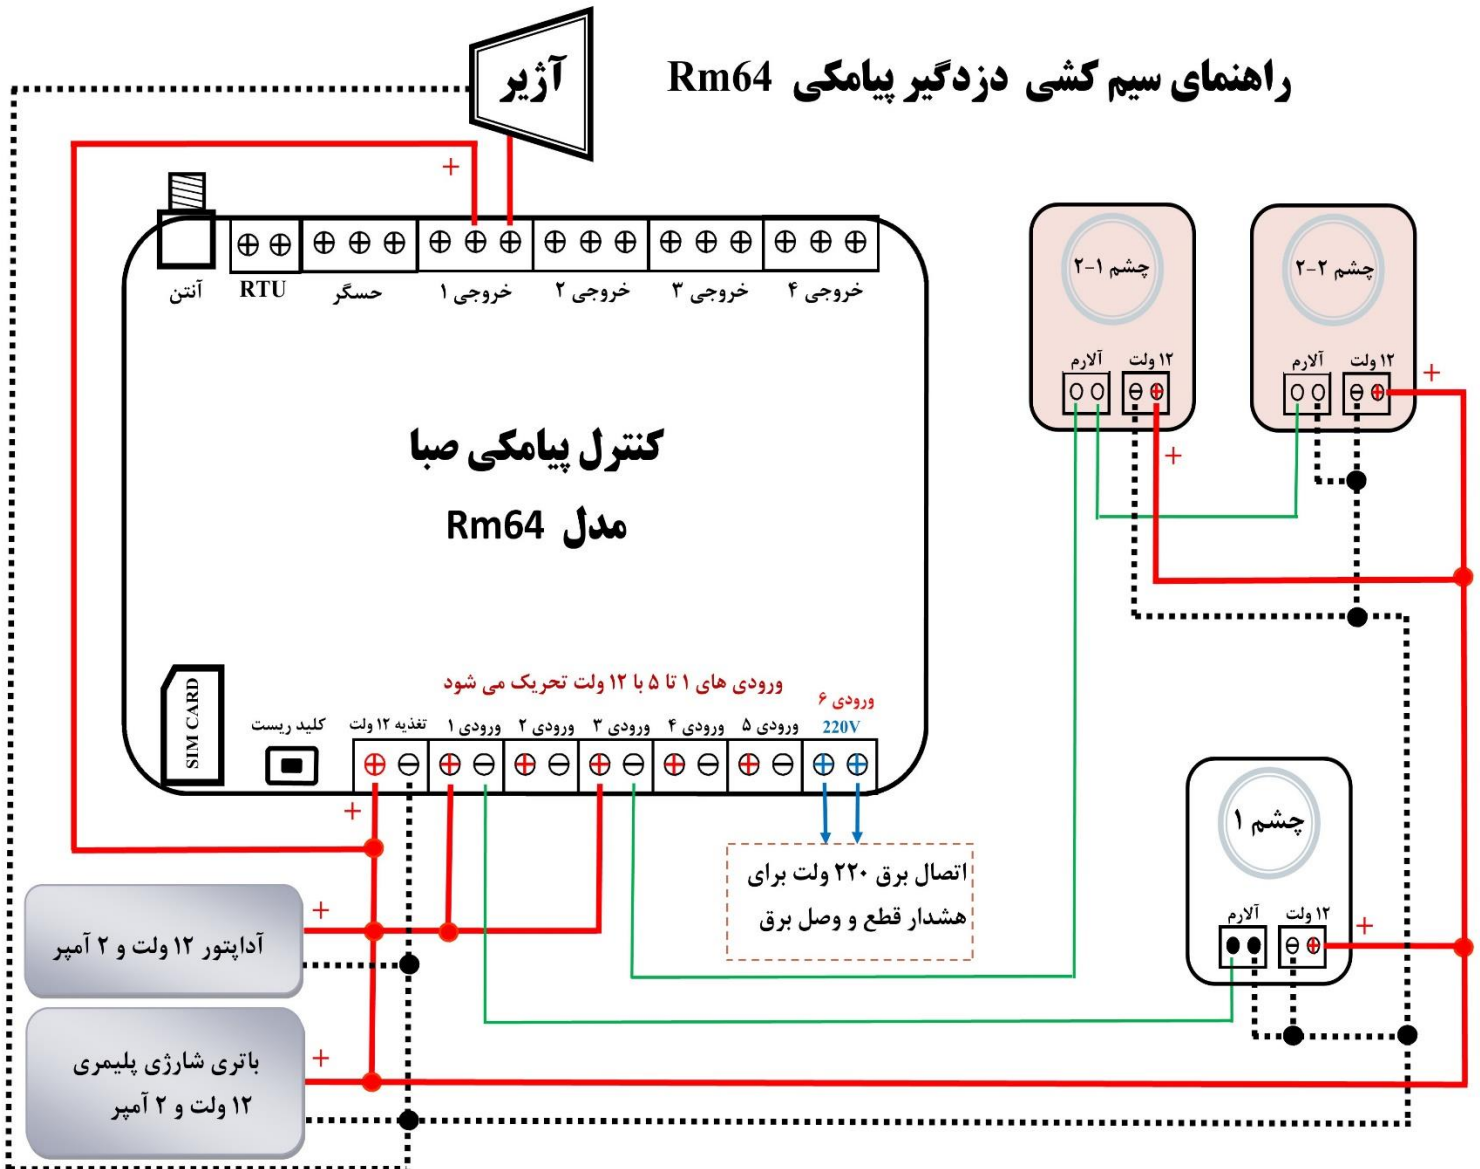 راهنمای سیم کشی دزدگیر پیامکی Rm64
آژیر
+
آنتن
RTU
حسگر
خروجی ۱
خروجی ۲
خروجی ۳
خروجی ۴
کنترل پیامکی صبا
مدل Rm64
ورودی های ۱ تا ۵ با ۱۲ ولت تحریک می شود
SIM CARD
کلید ریست
تغذیه ۱۲ ولت
ورودی ۱
ورودی ۲
ورودی ۳
ورودی ۴
ورودی ۵
ورودی ۶
220V
+
اتصال برق ۲۲۰ ولت برای
هشدار قطع و وصل برق
آداپتور ۱۲ ولت و ۲ آمپر
+
باتری شارژی پلیمری
۱۲ ولت و ۲ آمپر
+
چشم ۱-۲
آلارم
۱۲ ولت
+
چشم ۲-۲
آلارم
۱۲ ولت
+
چشم ۱
آلارم
۱۲ ولت
+